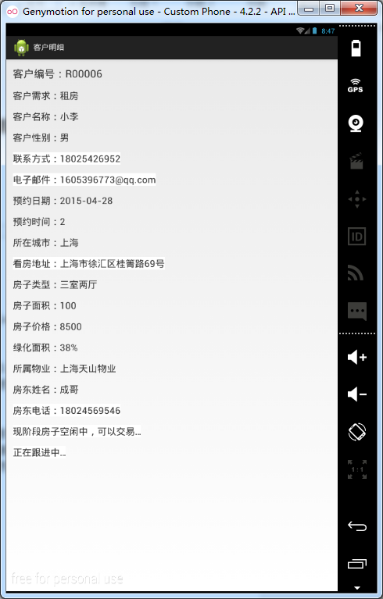 Genymotion for personal use - Custom Phone - 4.2.2 - API ...
8:47
客户明细
客户编号：R00006
客户需求：租房
客户名称：小李
客户性别：男
联系方式：18025426952
电子邮件：1605396773@qq.com
预约日期：2015-04-28
预约时间：2
所在城市：上海
看房地址：上海市徐汇区桂箐路69号
房子类型：三室两厅
房子面积：100
房子价格：8500
绿化面积：38%
所属物业：上海天山物业
房东姓名：成哥
房东电话：18024569546
现阶段房子空闲中，可以交易...
正在跟进中...
free for personal use
GPS
ID
1:1